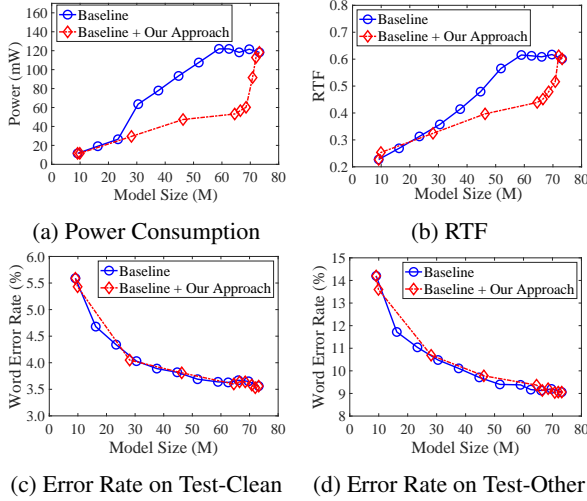 160
140
120
100
80
60
40
20
0
Power (mW)
Baseline
Baseline + Our Approach
0 10 20 30 40 50 60 70 80
Model Size (M)
(a) Power Consumption
0.8
0.7
0.6
0.5
0.4
0.3
0.2
RTF
Baseline
Baseline + Our Approach
0 10 20 30 40 50 60 70 80
Model Size (M)
(b) RTF
6.0
5.5
5.0
4.5
4.0
3.5
3.0
Word Error Rate (%)
Baseline
Baseline + Our Approach
0 10 20 30 40 50 60 70 80
Model Size (M)
(c) Error Rate on Test-Clean
15
14
13
12
11
10
9
8
Word Error Rate (%)
Baseline
Baseline + Our Approach
0 10 20 30 40 50 60 70 80
Model Size (M)
(d) Error Rate on Test-Other